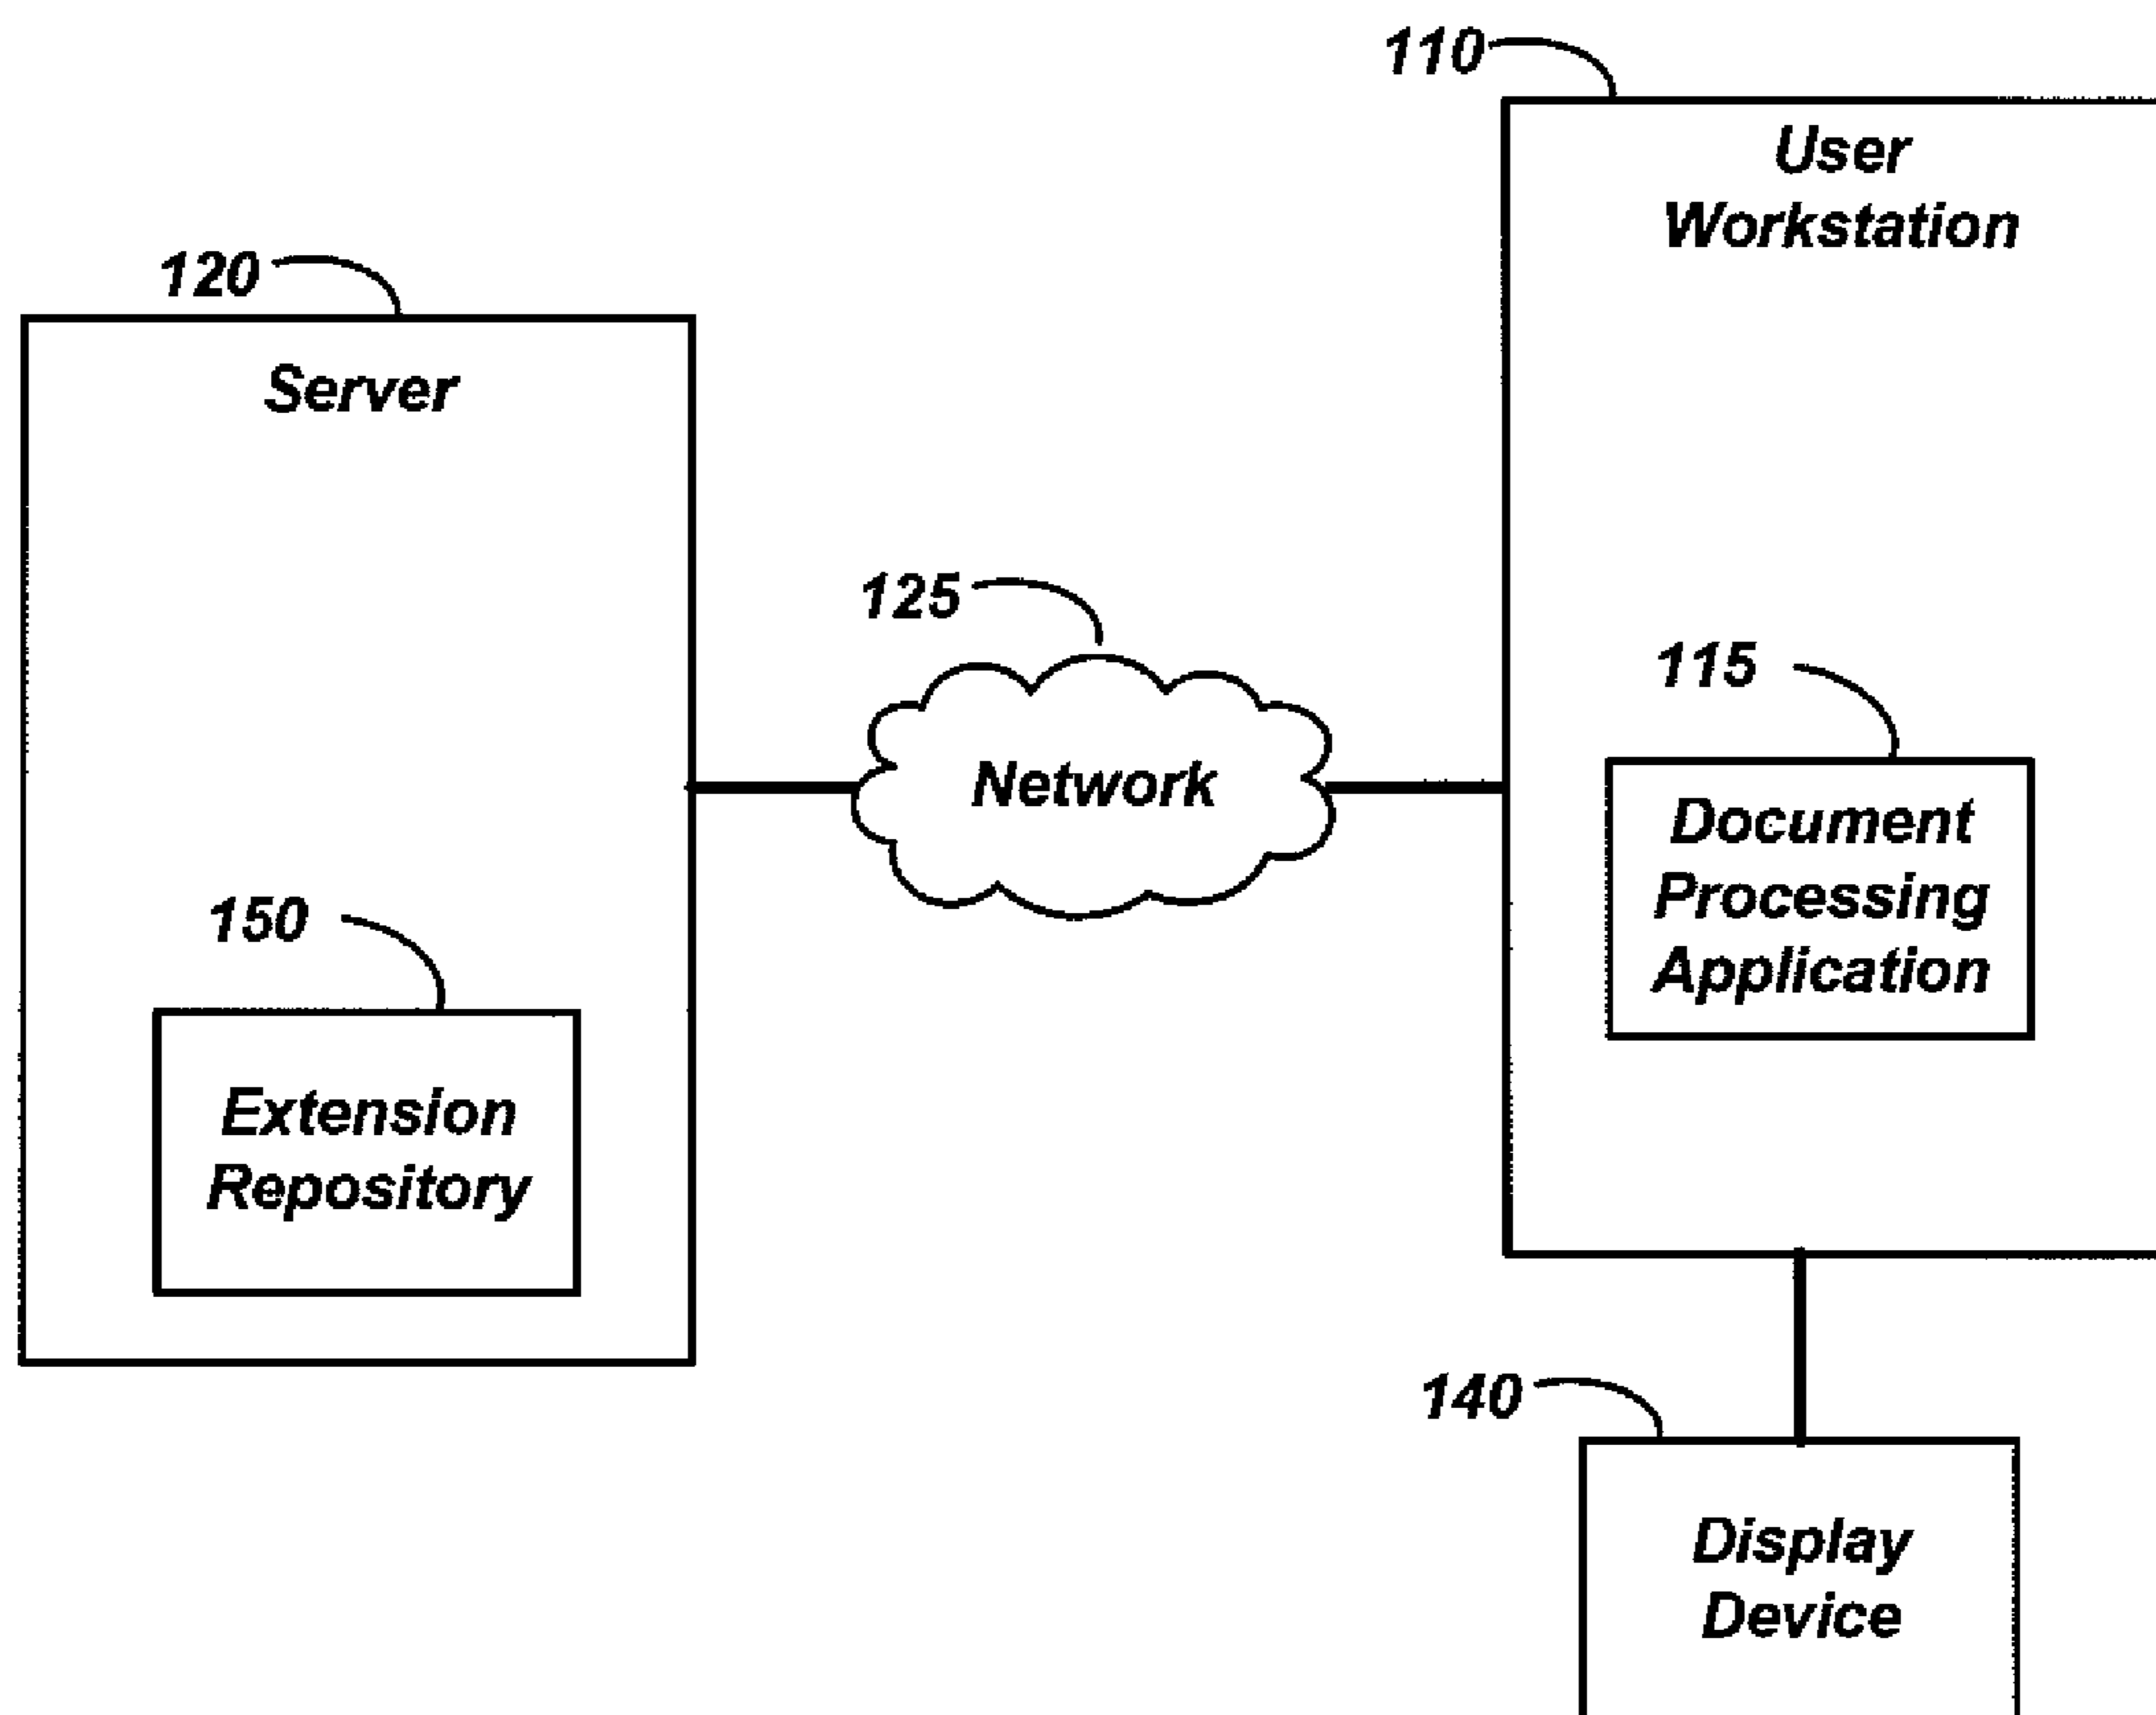 110
User
Workstation
120
Server
125
Network
115
Document
Processing
Application
150
Extension
Repository
140
Display
Device